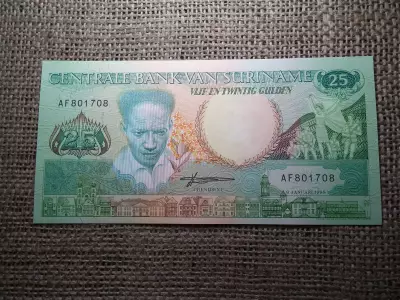 CENTRALE BANK VAN SURINAME
25
VIJF EN TWINTIG GULDEN
AF801708
25
AF801708